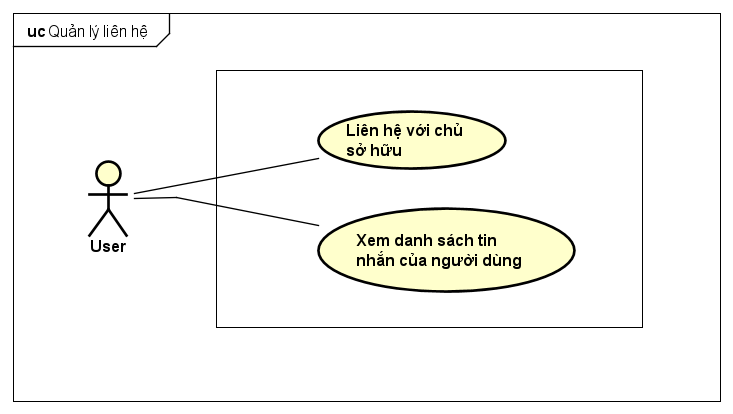 uc Quản lý liên hệ
Liên hệ với chủ
sở hữu
User
Xem danh sách tin
nhắn của người dùng